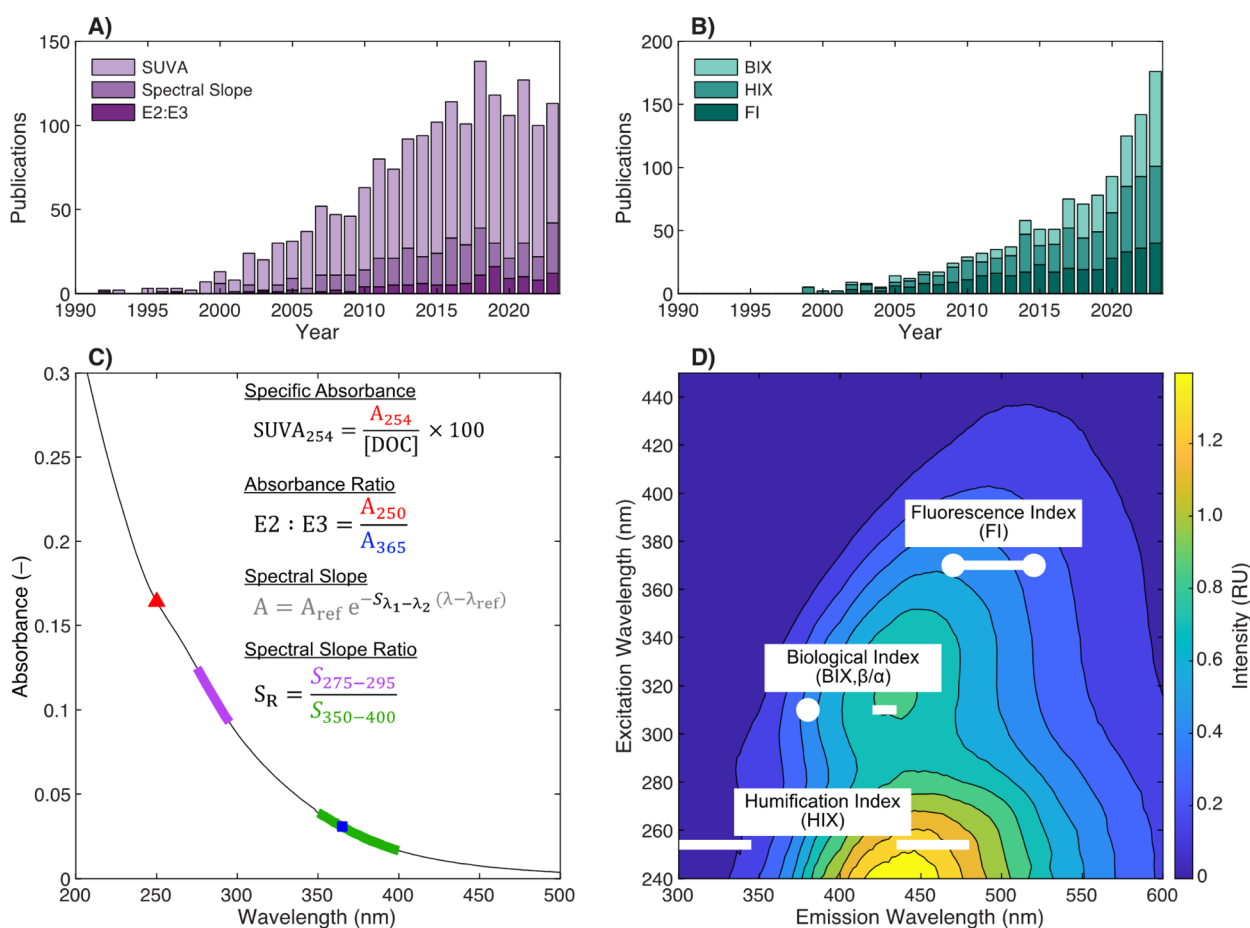 A)
150
100
50
0
Publications
SUVA
Spectral Slope
E2:E3
1990 1995 2000 2005 2010 2015 2020
Year
B)
200
150
100
50
0
Publications
BIX
HIX
FI
1990 1995 2000 2005 2010 2015 2020
Year
C)
0.3
0.25
0.2
0.15
0.1
0.05
0
Absorbance (–)
Specific Absorbance
SUVA₂₅₄ = A₂₅₄ / [DOC] × 100
Absorbance Ratio
E2 : E3 = A₂₅₀ / A₃₆₅
Spectral Slope
A = A_ref e^{−S_{λ₁−λ₂} (λ−λ_ref)}
Spectral Slope Ratio
S_R = S₂₇₅₋₂₉₅ / S₃₅₀₋₄₀₀
200 250 300 350 400 450 500
Wavelength (nm)
D)
440
420
400
380
360
340
320
300
280
260
240
Excitation Wavelength (nm)
Fluorescence Index
(FI)
Biological Index
(BIX,β/α)
Humification Index
(HIX)
300 350 400 450 500 550 600
Emission Wavelength (nm)
1.2
1.0
0.8
0.6
0.4
0.2
0
Intensity (RU)